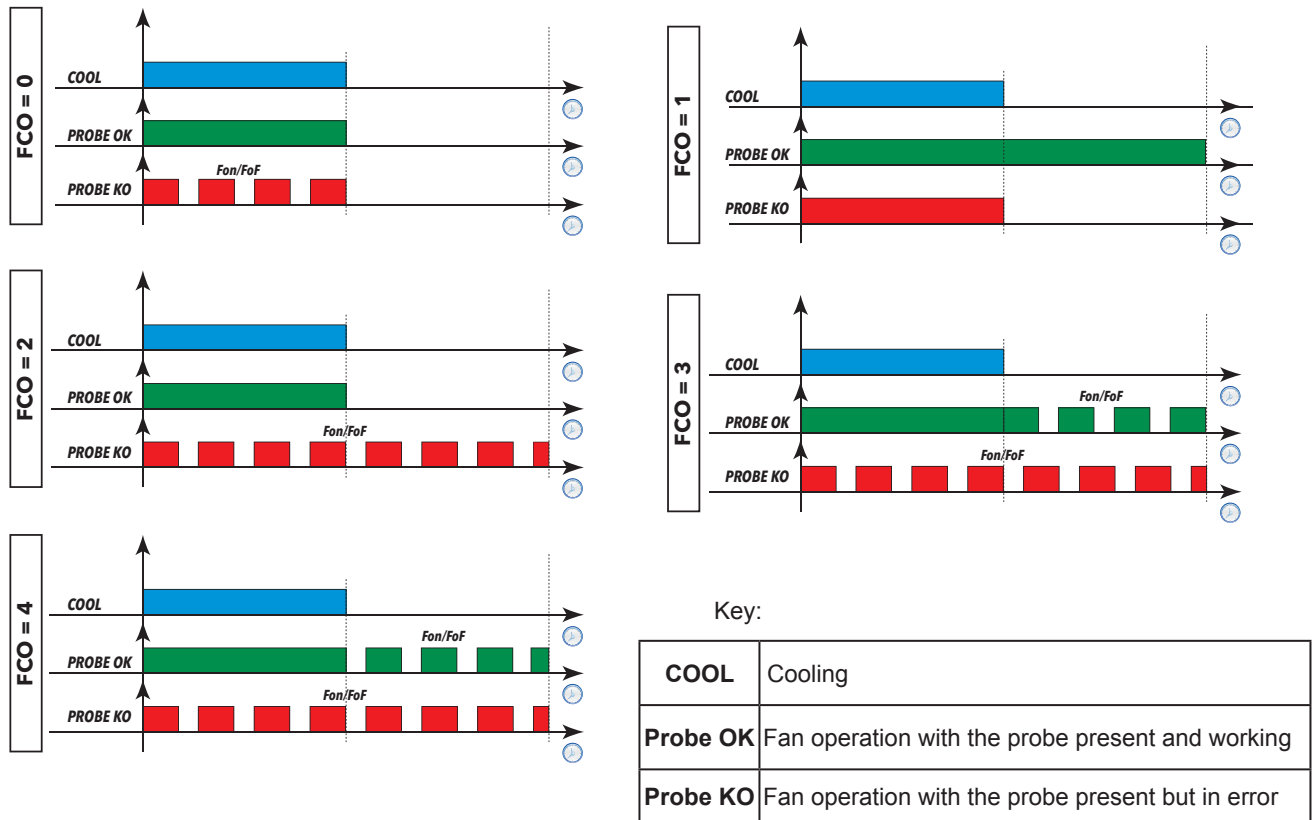 FCO = 0
COOL
PROBE OK
Fon/FoF
PROBE KO
FCO = 1
COOL
PROBE OK
PROBE KO
FCO = 2
COOL
PROBE OK
Fon/FoF
PROBE KO
FCO = 3
COOL
Fon/FoF
PROBE OK
Fon/FoF
PROBE KO
FCO = 4
COOL
Fon/FoF
PROBE OK
Fon/FoF
PROBE KO
Key:
COOL Cooling
Probe OK Fan operation with the probe present and working
Probe KO Fan operation with the probe present but in error